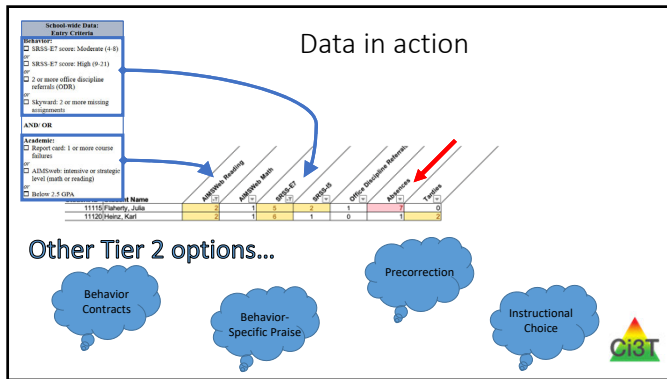 School-wide Data:
Entry Criteria
Behavior:
☐ SRSS-E7 score: Moderate (4-8)
or
☐ SRSS-E7 score: High (9-21)
or
☐ 2 or more office discipline
referrals (ODR)
or
☐ Skyward: 2 or more missing
assignments
AND/ OR
Academic:
☐ Report card: 1 or more course
failures
or
☐ AIMSweb: intensive or strategic
level (math or reading)
or
☐ Below 2.5 GPA
Data in action
Student Name AIMSWeb Reading AIMSWeb Math SRSS-E7 SRSS-I5 Office Discipline Referrals Absences Tardies
11115 Flaherty, Julia 2 1 5 2 1 7 0
11120 Heinz, Karl 2 1 6 1 0 1 2
Other Tier 2 options...
Behavior
Contracts
Behavior-
Specific Praise
Precorrection
Instructional
Choice
Ci3T